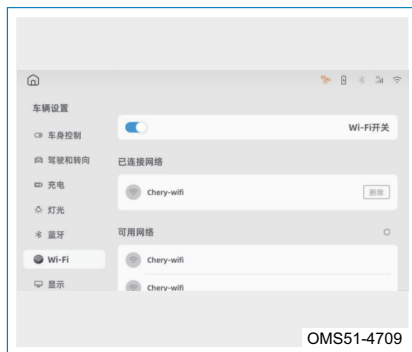 车辆设置
Wi-Fi开关
车身控制
驾驶和转向
已连接网络
充电
Chery-wifi
删除
灯光
蓝牙
可用网络
Wi-Fi
Chery-wifi
显示
Chery-wifi
OMS51-4709